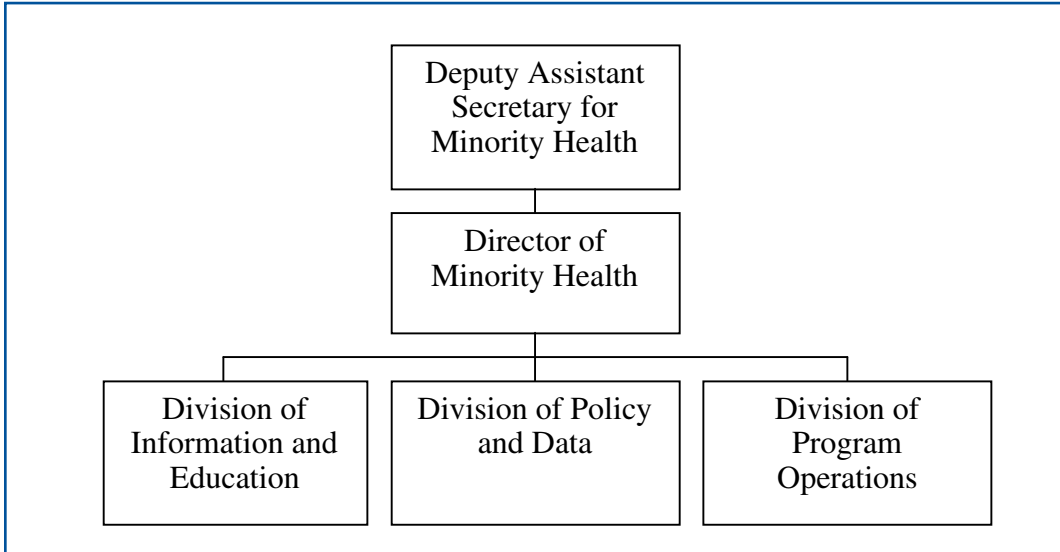 Deputy Assistant
Secretary for
Minority Health
Director of
Minority Health
Division of
Information and
Education
Division of Policy
and Data
Division of
Program
Operations